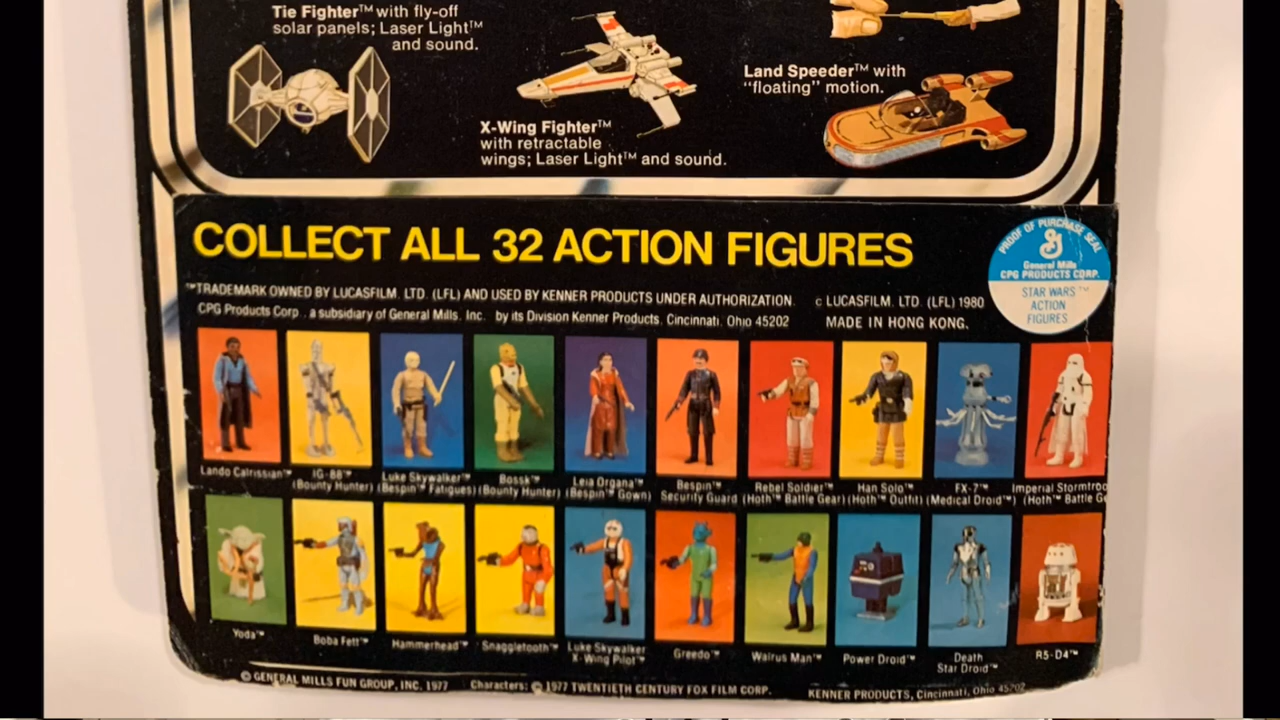 Tie Fighter™ with fly-off
solar panels; Laser Light™
and sound.
X-Wing Fighter™
with retractable
wings; Laser Light™ and sound.
Land Speeder™ with
"floating" motion.
COLLECT ALL 32 ACTION FIGURES
PROOF OF PURCHASE SEAL
General Mills
CPG PRODUCTS CORP.
STAR WARS™
ACTION
FIGURES
™TRADEMARK OWNED BY LUCASFILM. LTD. (LFL) AND USED BY KENNER PRODUCTS UNDER AUTHORIZATION.
c LUCASFILM. LTD. (LFL) 1980
CPG Products Corp., a subsidiary of General Mills, Inc. by its Division Kenner Products, Cincinnati, Ohio 45202
MADE IN HONG KONG.
Lando Calrissian™
IG-88™
(Bounty Hunter)
Luke Skywalker™
(Bespin™ Fatigues)
Bossk™
(Bounty Hunter)
Leia Organa™
(Bespin™ Gown)
Bespin™
Security Guard
Rebel Soldier™
(Hoth™ Battle Gear)
Han Solo™
(Hoth™ Outfit)
FX-7™
(Medical Droid™)
Imperial Stormtroo
(Hoth™ Battle Ge
Yoda™
Boba Fett™
Hammerhead™
Snaggletooth™
Luke Skywalker
X-Wing Pilot™
Greedo™
Walrus Man™
Power Droid™
Death
Star Droid™
R5-D4™
© GENERAL MILLS FUN GROUP, INC. 1977
Characters: © 1977 TWENTIETH CENTURY FOX FILM CORP.
KENNER PRODUCTS, Cincinnati, Ohio 45202